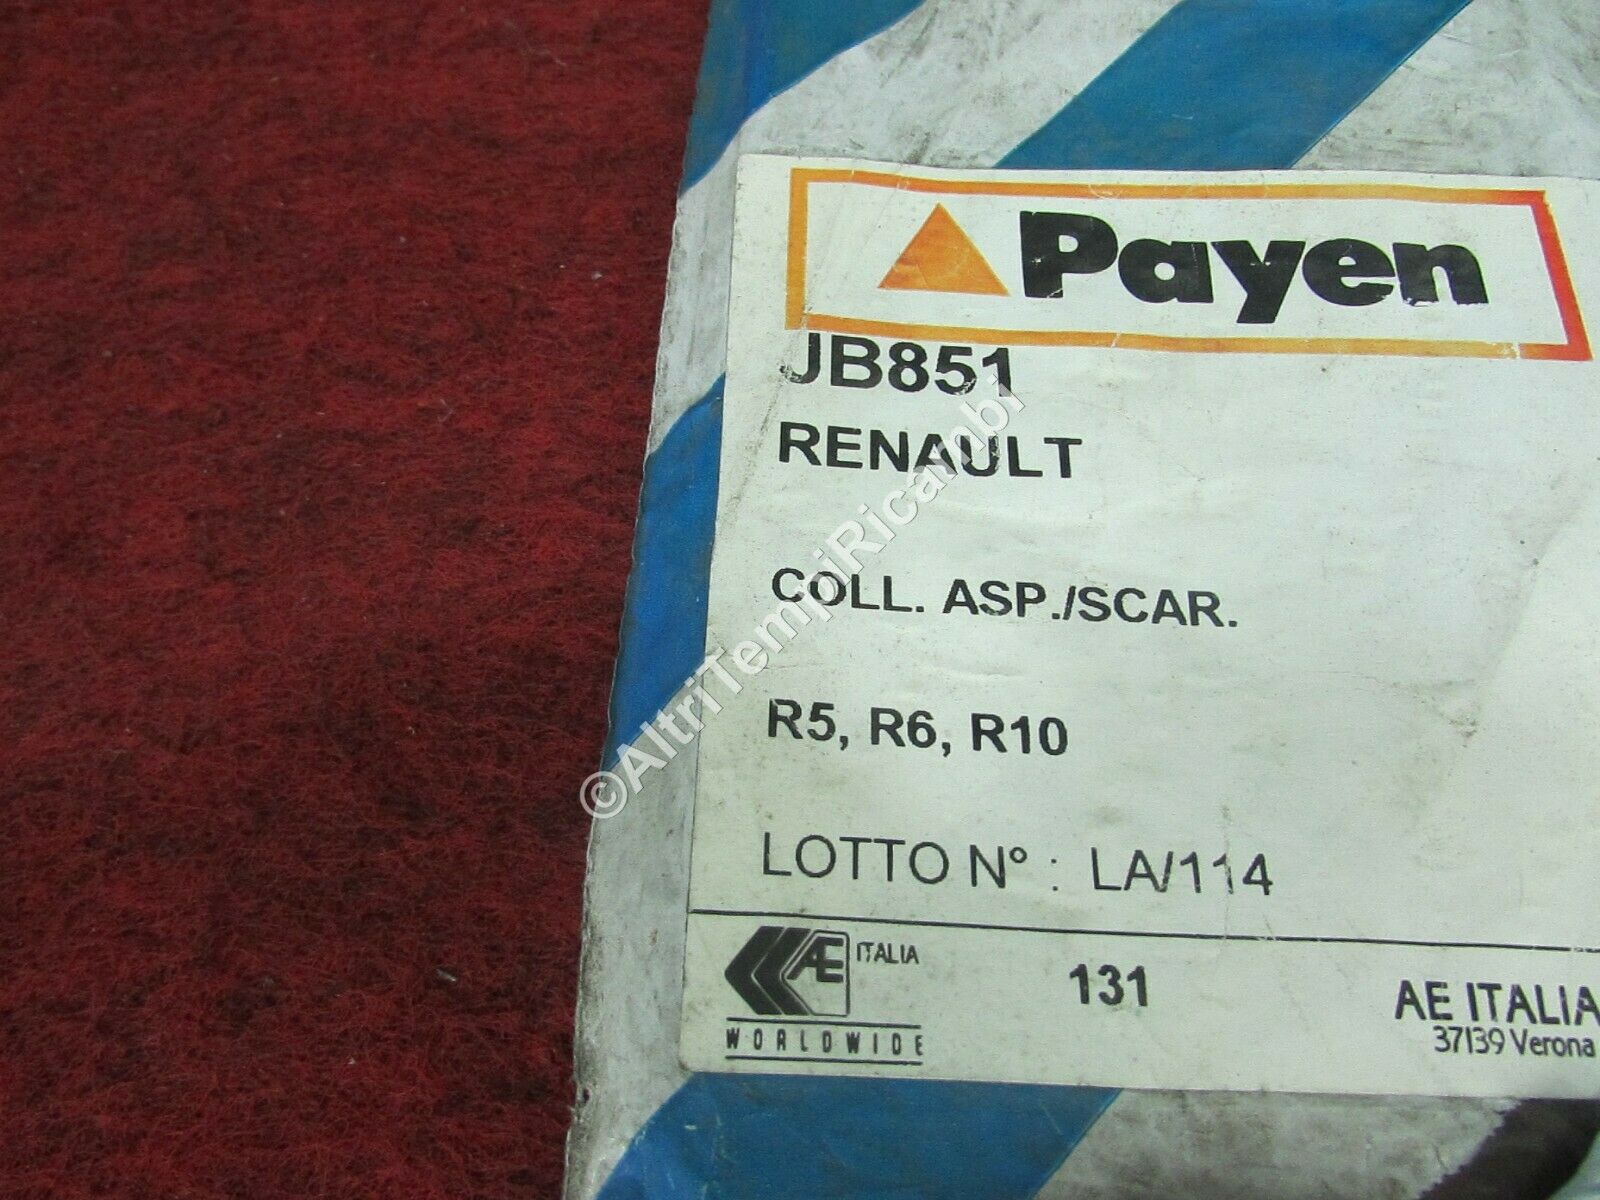 Payen
JB851
RENAULT
COLL. ASP./SCAR.
R5, R6, R10
LOTTO N° : LA/114
AE ITALIA
WORLDWIDE
131
AE ITALIA
37139 Verona
©AltriTempiRicambi